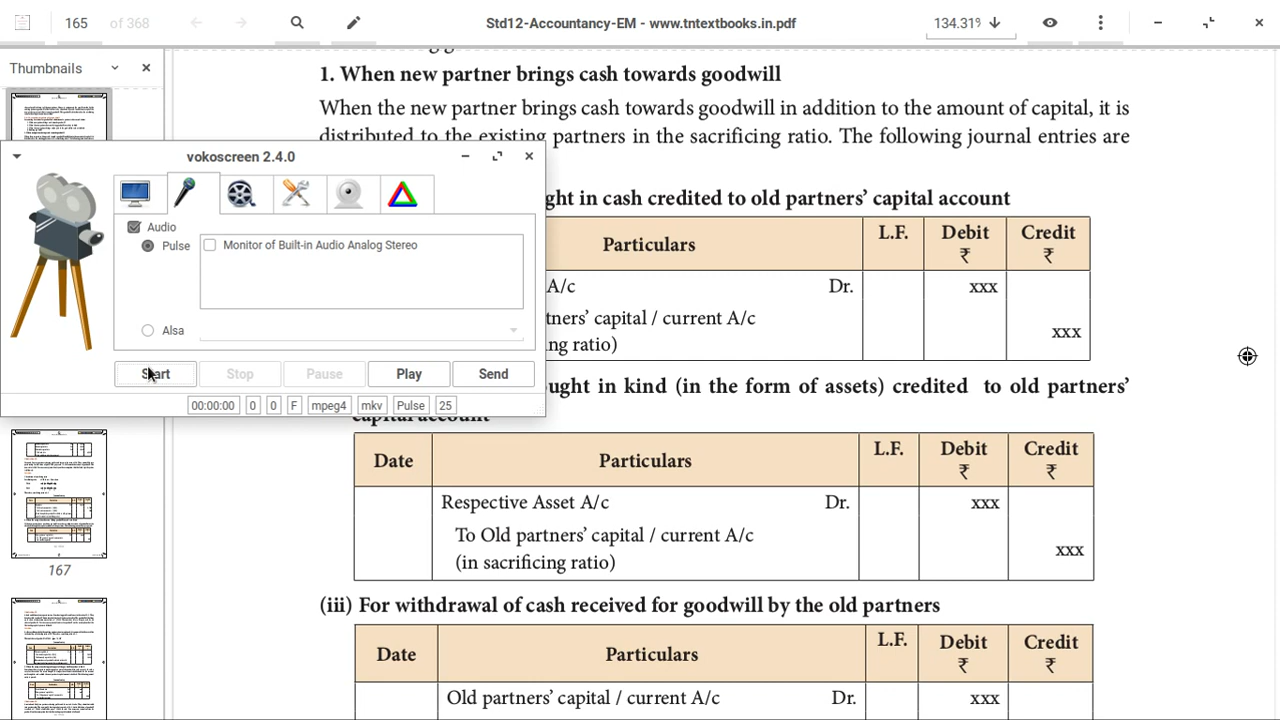 165 of 368
Std12-Accountancy-EM - www.tntextbooks.in.pdf
134.31%
Thumbnails
1. When new partner brings cash towards goodwill
When the new partner brings cash towards goodwill in addition to the amount of capital, it is
distributed to the existing partners in the sacrificing ratio. The following journal entries are
vokoscreen 2.4.0
Audio
Pulse
Monitor of Built-in Audio Analog Stereo
Alsa
Start Stop Pause Play Send
00:00:00 0 0 F mpeg4 mkv Pulse 25
ght in cash credited to old partners' capital account
Particulars L.F. Debit Credit
₹ ₹
A/c Dr. xxx
tners' capital / current A/c
xxx
ng ratio)
ought in kind (in the form of assets) credited to old partners'
capital account
Date Particulars L.F. Debit Credit
₹ ₹
Respective Asset A/c Dr. xxx
To Old partners' capital / current A/c
xxx
(in sacrificing ratio)
(iii) For withdrawal of cash received for goodwill by the old partners
Date Particulars L.F. Debit Credit
₹ ₹
Old partners' capital / current A/c Dr. xxx
167